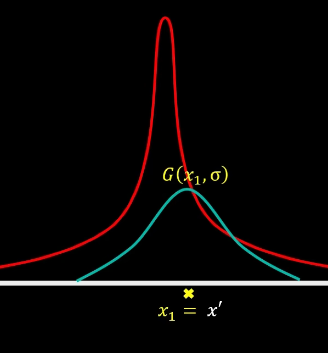 G(x₁,σ)
x₁ = x′